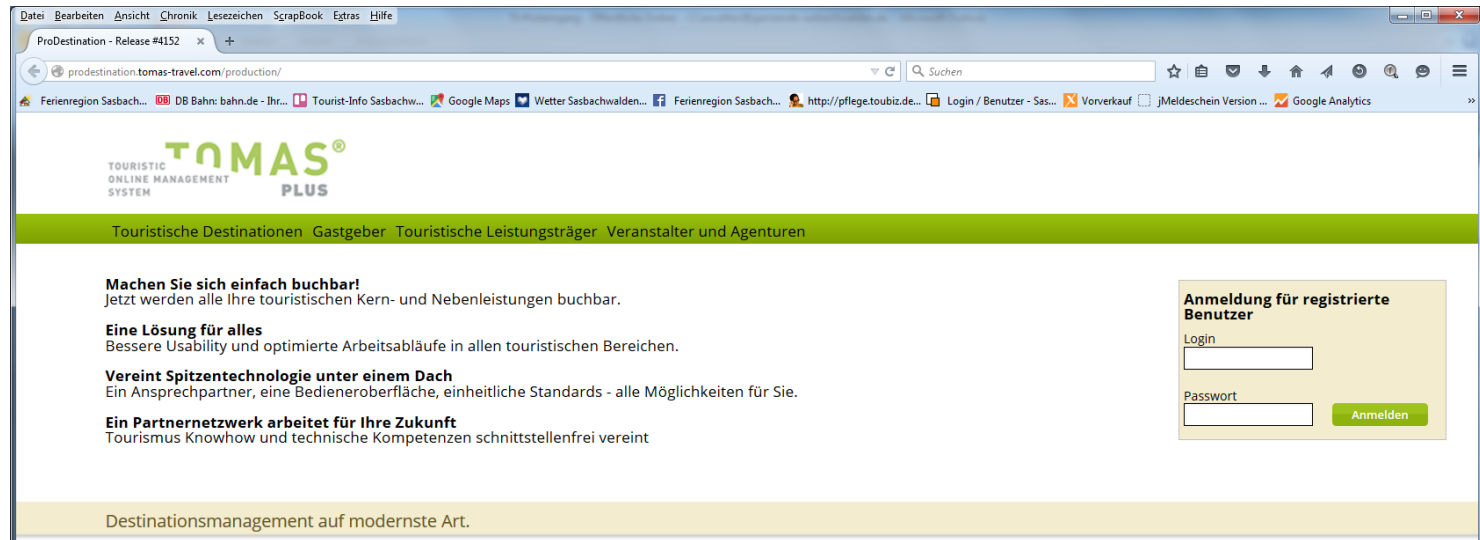 Datei Bearbeiten Ansicht Chronik Lesezeichen ScrapBook Extras Hilfe
ProDestination - Release #4152 × +
prodestination.tomas-travel.com/production/
Suchen
Ferienregion Sasbach... DB DB Bahn: bahn.de - Ihr... Tourist-Info Sasbachw... Google Maps Wetter Sasbachwalden... Ferienregion Sasbach... http://pflege.toubiz.de... Login / Benutzer - Sas... Vorverkauf jMeldeschein Version ... Google Analytics »
TOURISTIC TOMAS®
ONLINE MANAGEMENT
SYSTEM PLUS
Touristische Destinationen Gastgeber Touristische Leistungsträger Veranstalter und Agenturen
Machen Sie sich einfach buchbar!
Jetzt werden alle Ihre touristischen Kern- und Nebenleistungen buchbar.
Eine Lösung für alles
Bessere Usability und optimierte Arbeitsabläufe in allen touristischen Bereichen.
Vereint Spitzentechnologie unter einem Dach
Ein Ansprechpartner, eine Bedieneroberfläche, einheitliche Standards - alle Möglichkeiten für Sie.
Ein Partnernetzwerk arbeitet für Ihre Zukunft
Tourismus Knowhow und technische Kompetenzen schnittstellenfrei vereint
Anmeldung für registrierte
Benutzer
Login
Passwort
Anmelden
Destinationsmanagement auf modernste Art.